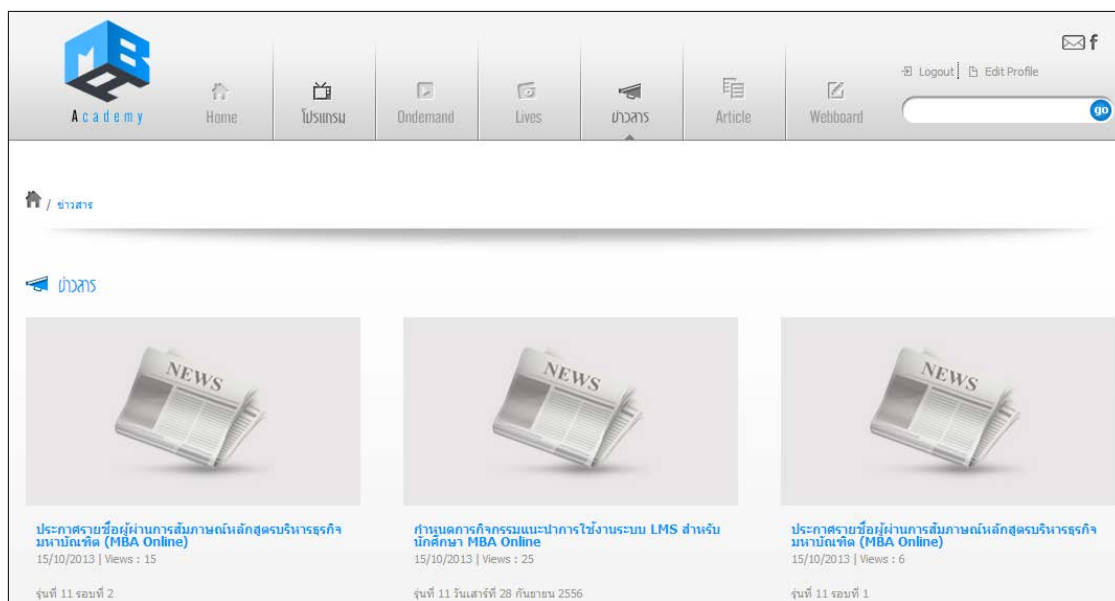 MBA
Academy
Home
โปรแกรม
Ondemand
Lives
ข่าวสาร
Article
Webboard
f
Logout
Edit Profile
go
/ ข่าวสาร
ข่าวสาร
NEWS
NEWS
NEWS
ประกาศรายชื่อผู้ผ่านการสัมภาษณ์หลักสูตรบริหารธุรกิจ
มหาบัณฑิต (MBA Online)
15/10/2013 | Views : 15
รุ่นที่ 11 รอบที่ 2
กำหนดการกิจกรรมแนะนำการใช้งานระบบ LMS สำหรับ
นักศึกษา MBA Online
15/10/2013 | Views : 25
รุ่นที่ 11 วันเสาร์ที่ 28 กันยายน 2556
ประกาศรายชื่อผู้ผ่านการสัมภาษณ์หลักสูตรบริหารธุรกิจ
มหาบัณฑิต (MBA Online)
15/10/2013 | Views : 6
รุ่นที่ 11 รอบที่ 1